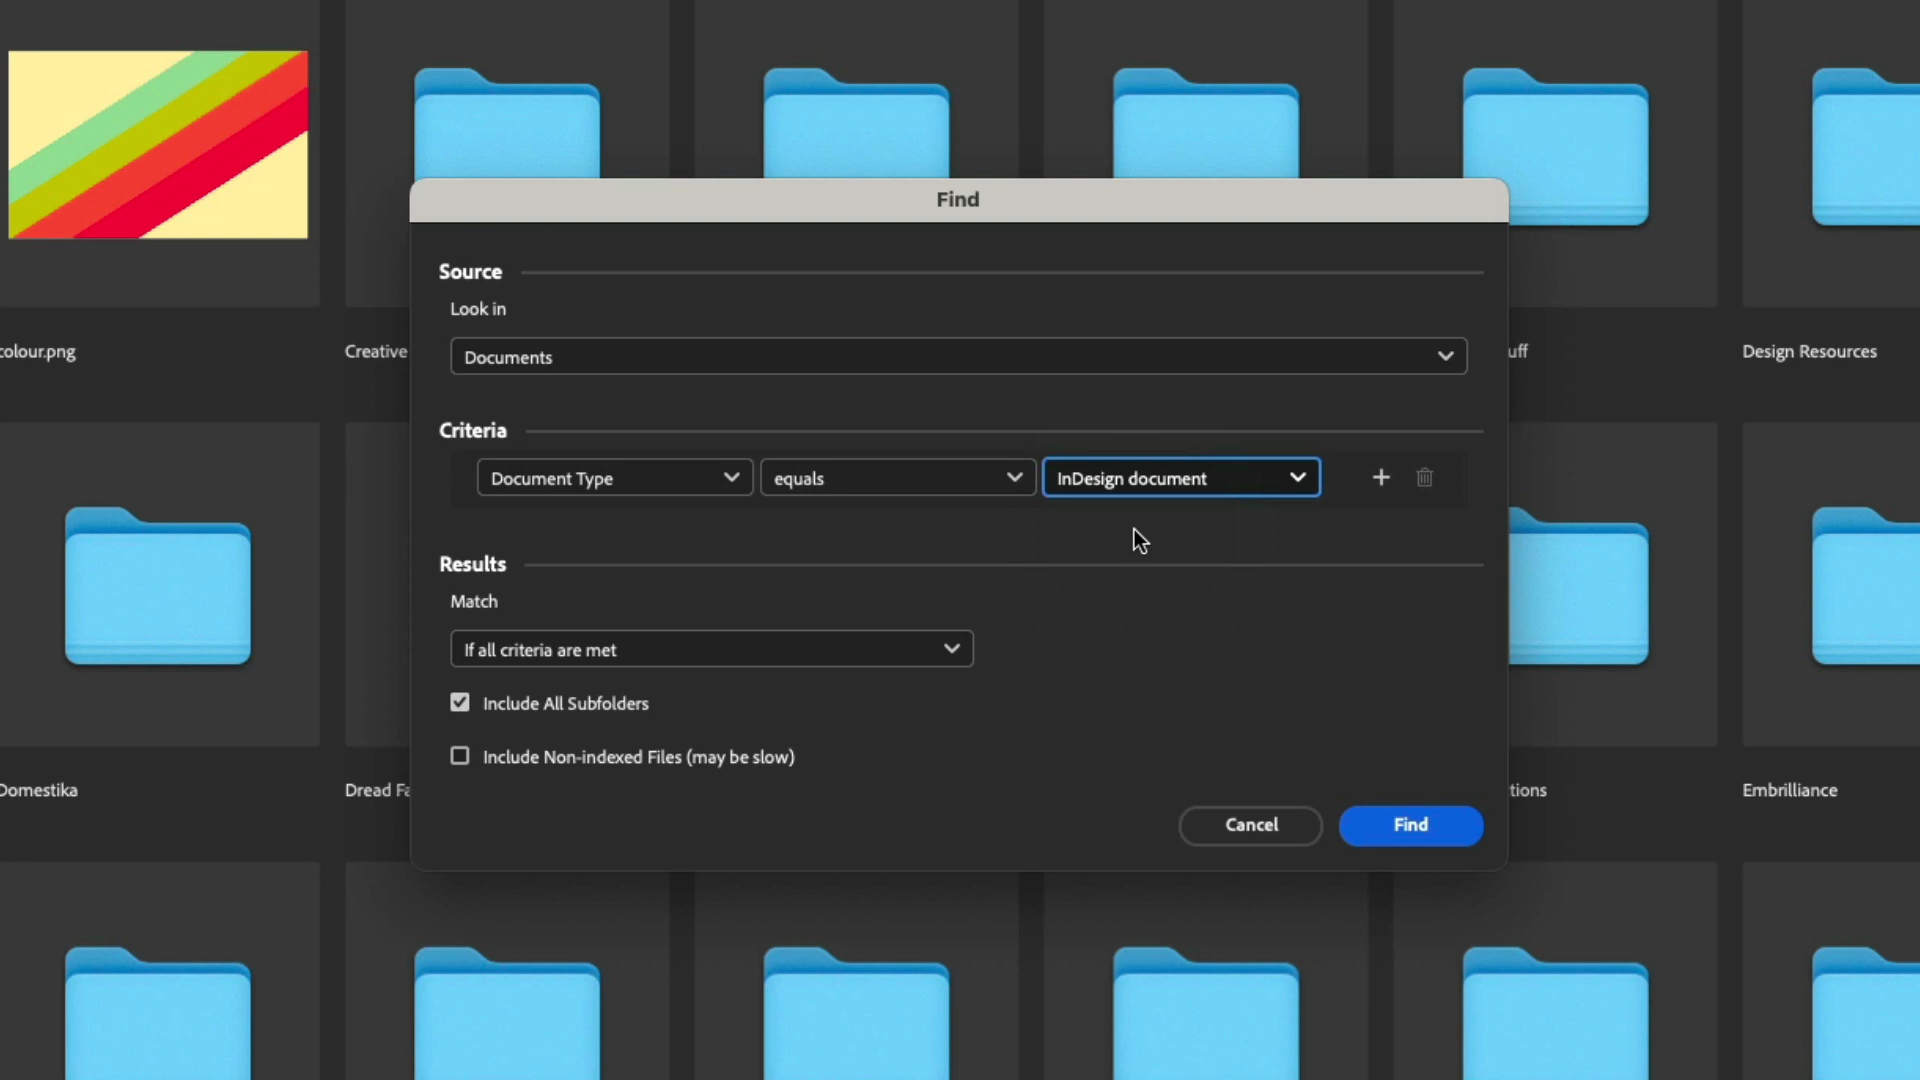 Find
Source
Look in
Documents
Criteria
Document Type equals InDesign document
Results
Match
If all criteria are met
Include All Subfolders
Include Non-indexed Files (may be slow)
Cancel Find
colour.png Creative uff Design Resources
Domestika Dread Fa tions Embrilliance